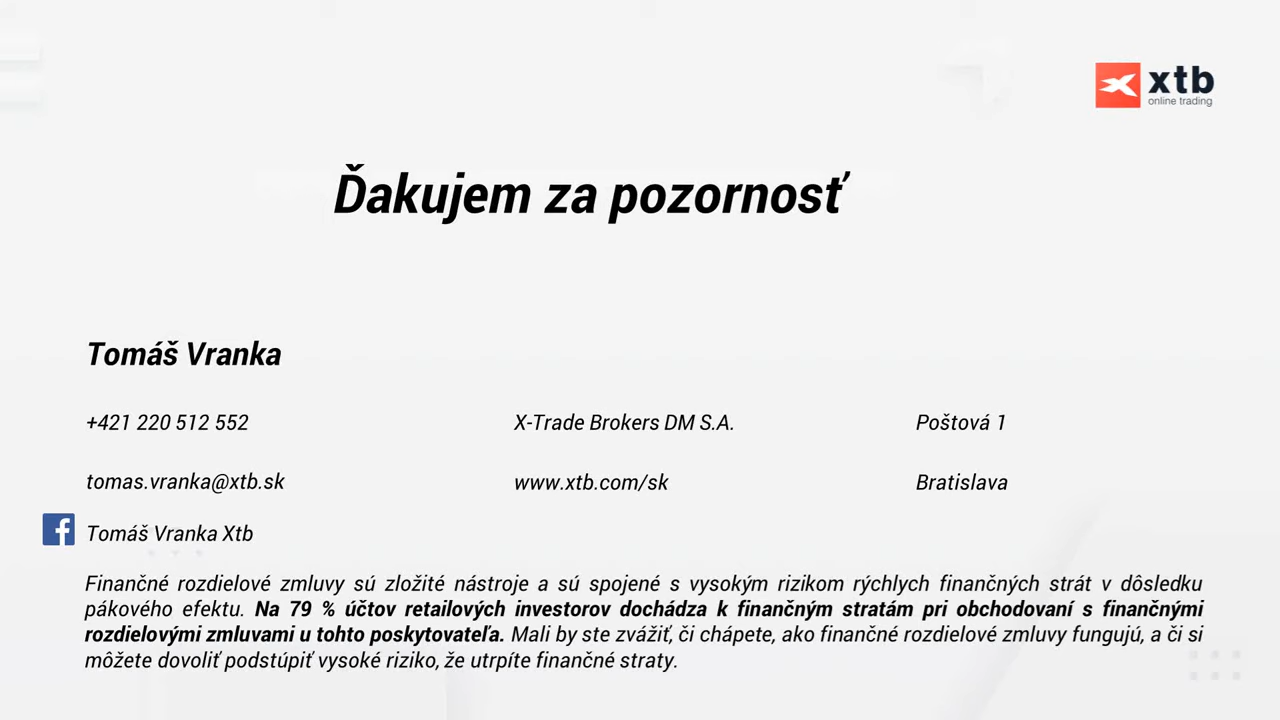 xtb
online trading
Ďakujem za pozornosť
Tomáš Vranka
+421 220 512 552
X-Trade Brokers DM S.A.
Poštová 1
tomas.vranka@xtb.sk
www.xtb.com/sk
Bratislava
Tomáš Vranka Xtb
Finančné rozdielové zmluvy sú zložité nástroje a sú spojené s vysokým rizikom rýchlych finančných strát v dôsledku
pákového efektu. Na 79 % účtov retailových investorov dochádza k finančným stratám pri obchodovaní s finančnými
rozdielovými zmluvami u tohto poskytovateľa. Mali by ste zvážiť, či chápete, ako finančné rozdielové zmluvy fungujú, a či si
môžete dovoliť podstúpiť vysoké riziko, že utrpíte finančné straty.